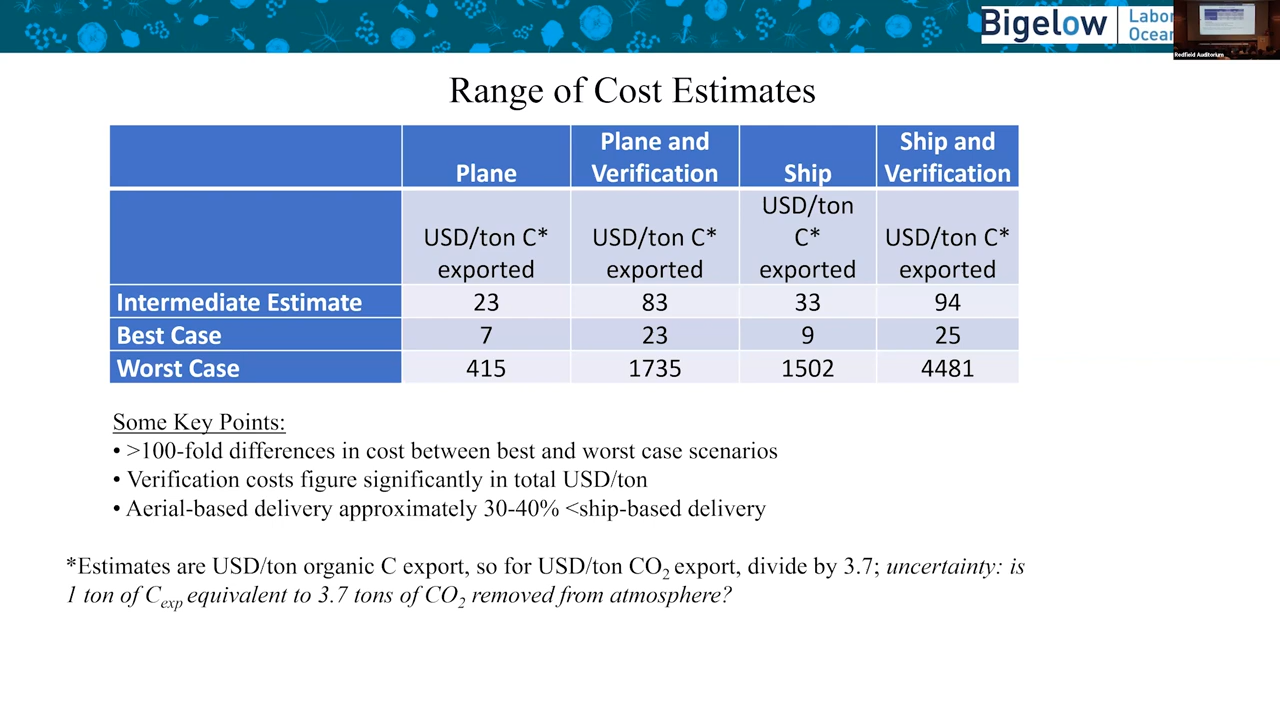 Bigelow
Labor
Ocean
Redfield Auditorium
Range of Cost Estimates
Plane
Plane and
Verification
Ship
Ship and
Verification
USD/ton C*
exported
USD/ton C*
exported
USD/ton
C*
exported
USD/ton C*
exported
Intermediate Estimate 23 83 33 94
Best Case 7 23 9 25
Worst Case 415 1735 1502 4481
Some Key Points:
• >100-fold differences in cost between best and worst case scenarios
• Verification costs figure significantly in total USD/ton
• Aerial-based delivery approximately 30-40% <ship-based delivery
*Estimates are USD/ton organic C export, so for USD/ton CO2 export, divide by 3.7; uncertainty: is
1 ton of Cexp equivalent to 3.7 tons of CO2 removed from atmosphere?